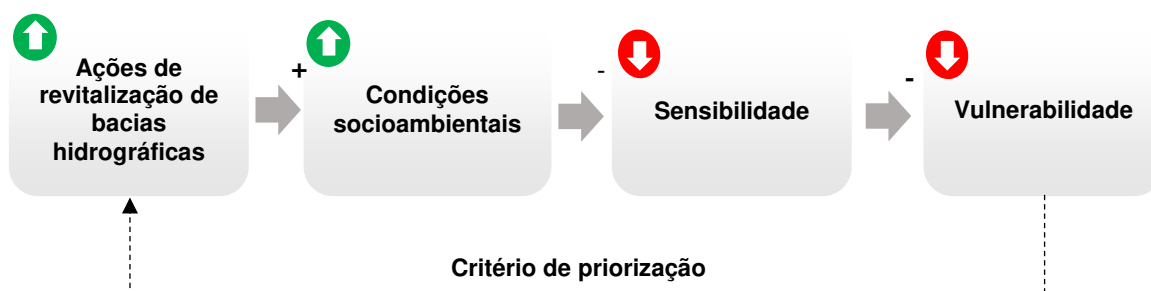 Ações de
revitalização de
bacias
hidrográficas
+
Condições
socioambientais
-
Sensibilidade
-
Vulnerabilidade
Critério de priorização